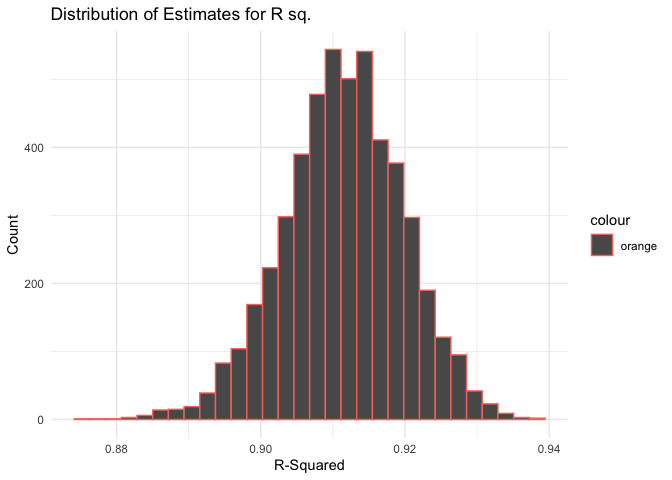 Distribution of Estimates for R sq.
Count
400
200
0
0.88
0.90
0.92
0.94
R-Squared
colour
orange